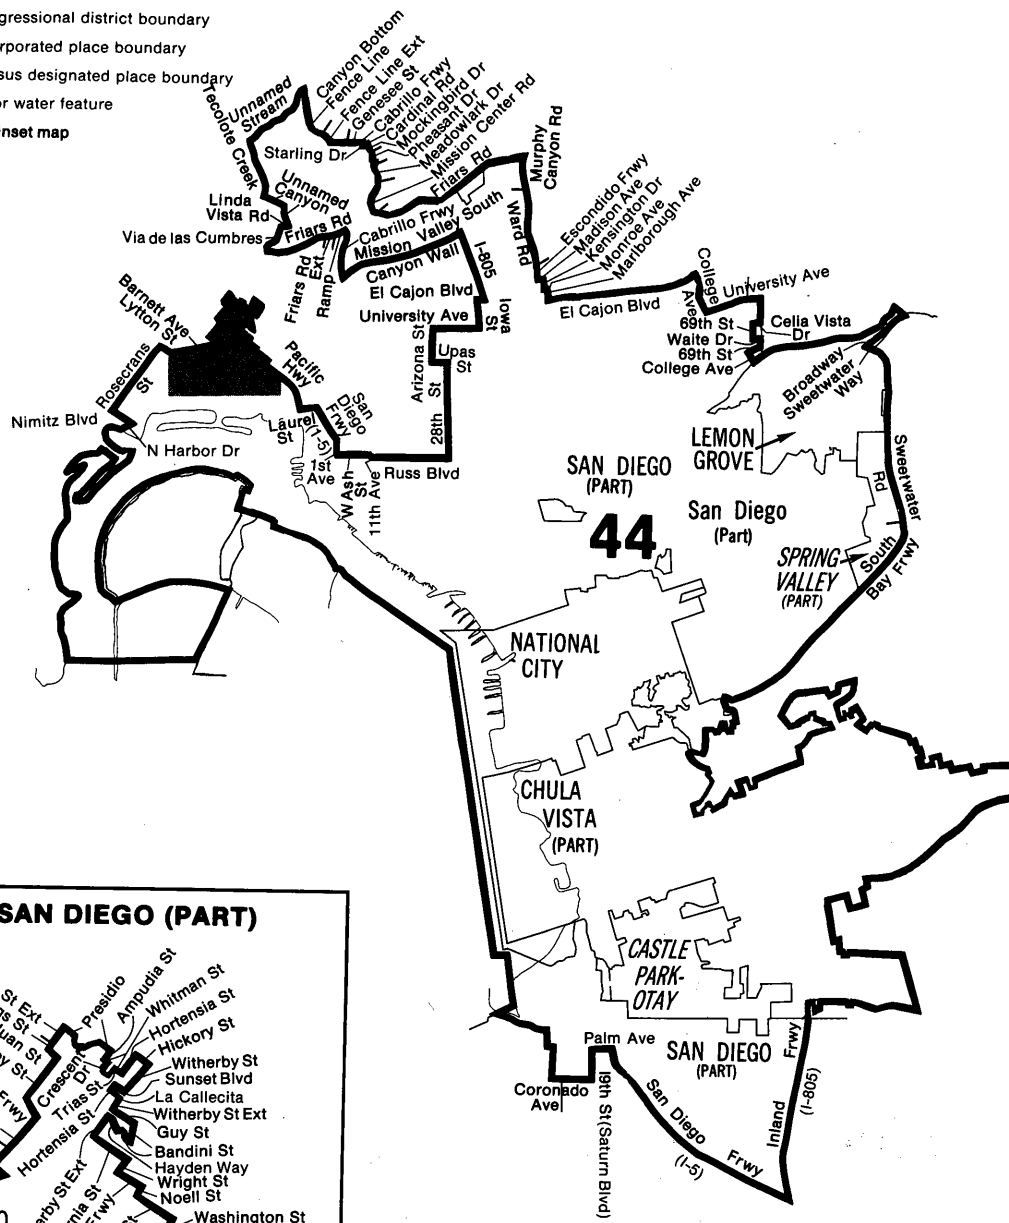 gressional district boundary
rporated place boundary
sus designated place boundary
or water feature
nset map
Canyon Bottom
Fence Line
Fence Line Ext
Genesee St
Cabrillo Frwy
Cardinal Rd
Mockingbird Dr
Pheasant Dr
Meadowlark Dr
Mission Center Rd
Unnamed
Stream
Tecolote Creek
Starling Dr
Unnamed
Canyon
Linda
Vista Rd
Via de las Cumbres
Friars Rd
Friars Rd
Ext
Ramp
Friars Rd
Cabrillo Frwy
Mission Valley South
Canyon Wall
Murphy
Canyon Rd
Ward Rd
I-805
El Cajon Blvd
University Ave
Iowa
St
Arizona St
Upas
St
28th St
Escondido Frwy
Madison Ave
Kensington Dr
Monroe Ave
Marlborough Ave
El Cajon Blvd
College
Ave
University Ave
69th St
Celia Vista
Dr
Waite Dr
69th St
College Ave
Broadway
Sweetwater
Way
Barnett Ave
Lytton St
Rosecrans
St
Pacific
Hwy
Nimitz Blvd
N Harbor Dr
Laurel
St
San
Diego
Frwy
(I-5)
1st
Ave
W Ash
St
11th Ave
Russ Blvd
LEMON
GROVE
SAN DIEGO
(PART)
44
San Diego
(Part)
Sweetwater
Rd
SPRING
VALLEY
(PART)
South
Bay Frwy
NATIONAL
CITY
CHULA
VISTA
(PART)
CASTLE
PARK-
OTAY
Palm Ave
SAN DIEGO
(PART)
Coronado
Ave
19th St(Saturn Blvd)
San Diego
Frwy
(I-5)
Inland
Frwy
(I-805)
SAN DIEGO (PART)
St Ext
Presidio
Ampudia St
Whitman St
Hortensia St
Hickory St
Witherby St
Sunset Blvd
La Callecita
Witherby St Ext
Guy St
Bandini St
Hayden Way
Wright St
Noell St
Washington St
Crescent
Dr
Trias St
Hortensia St
Frwy
erby St Ext
Frwy